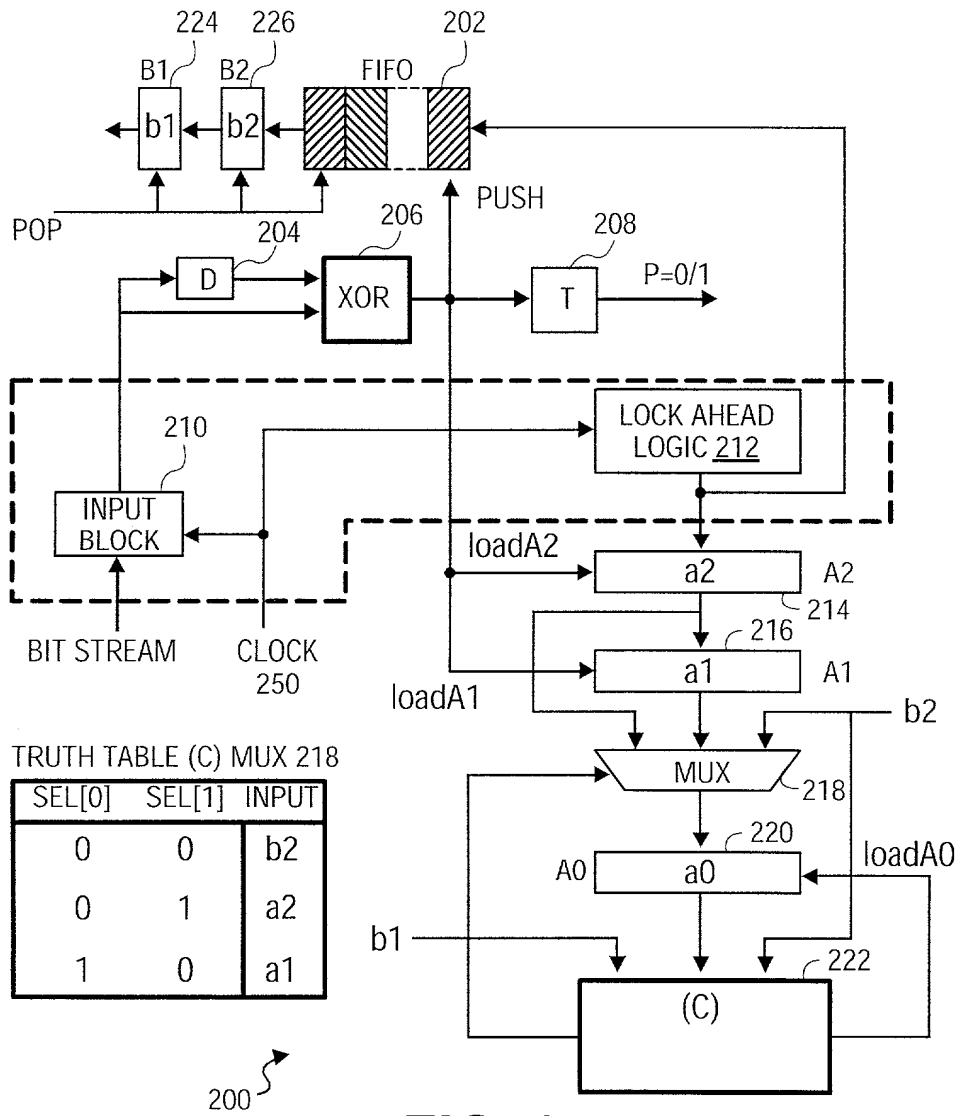 224
226
202
B1
B2
FIFO
b1
b2
POP
PUSH
204
206
208
D
XOR
T
P=0/1
210
LOCK AHEAD
LOGIC 212
INPUT
BLOCK
loadA2
a2
A2
214
BIT STREAM
CLOCK
250
216
a1
A1
loadA1
b2
TRUTH TABLE (C) MUX 218
MUX
218
SEL[0] SEL[1] INPUT
0 0 b2
0 1 a2
1 0 a1
220
loadA0
A0
a0
b1
222
(C)
200